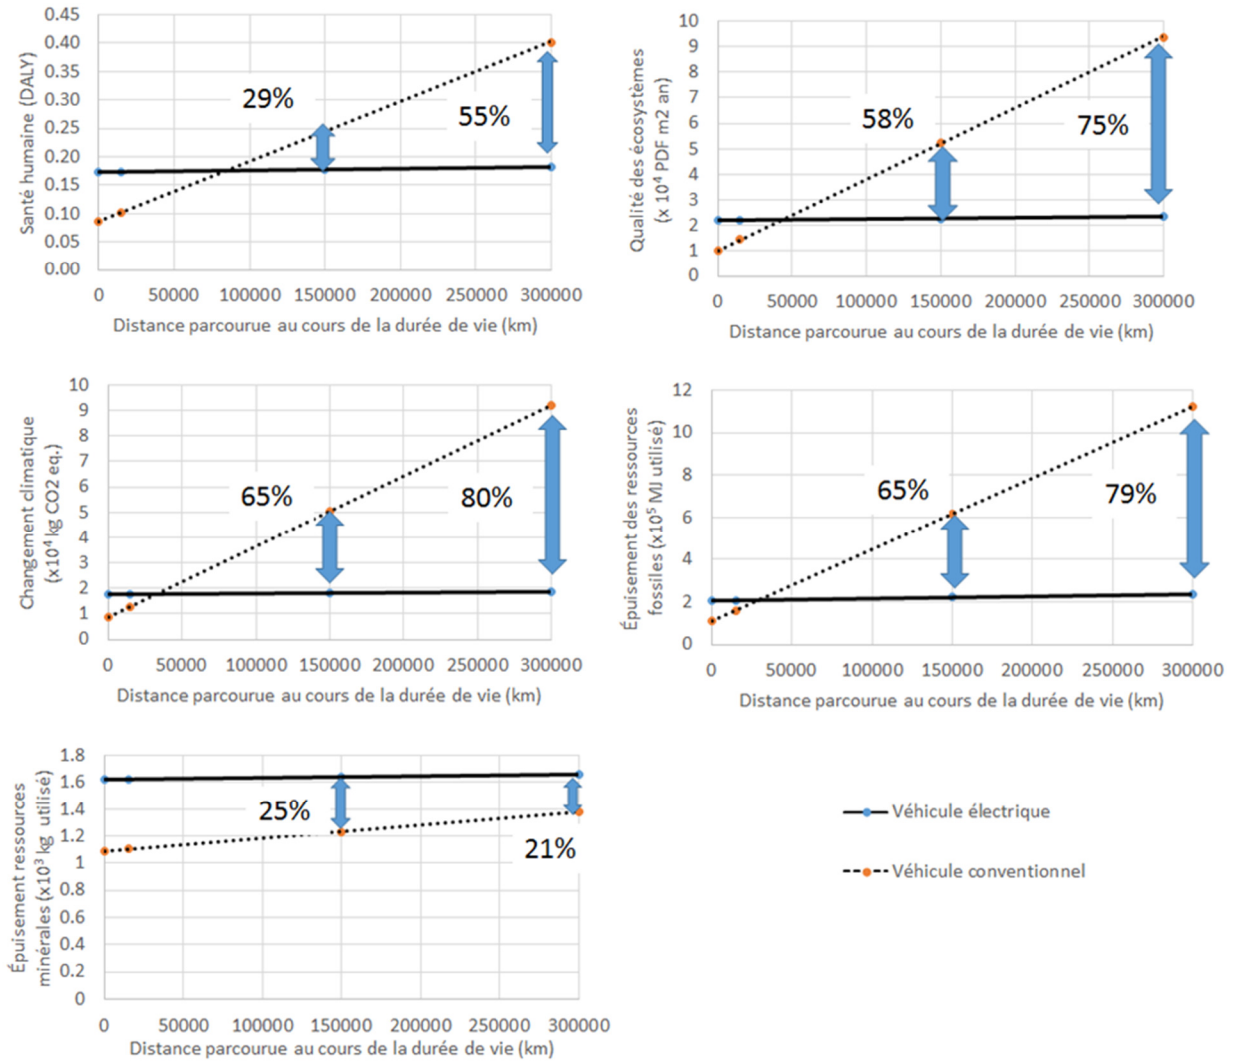 Santé humaine (DALY)
0.45
0.40
0.35
0.30
0.25
0.20
0.15
0.10
0.05
0.00
29%
55%
0 50000 100000 150000 200000 250000 300000
Distance parcourue au cours de la durée de vie (km)
Qualité des écosystèmes
(x 10⁴ PDF m2 an)
10
9
8
7
6
5
4
3
2
1
0
58%
75%
0 50000 100000 150000 200000 250000 300000
Distance parcourue au cours de la durée de vie (km)
Changement climatique
(x10⁴ kg CO2 eq.)
10
9
8
7
6
5
4
3
2
1
0
65%
80%
0 50000 100000 150000 200000 250000 300000
Distance parcourue au cours de la durée de vie (km)
Épuisement des ressources
fossiles (x10⁵ MJ utilisé)
12
10
8
6
4
2
0
65%
79%
0 50000 100000 150000 200000 250000 300000
Distance parcourue au cours de la durée de vie (km)
Épuisement ressources
minérales (x10³ kg utilisé)
1.8
1.6
1.4
1.2
1
0.8
0.6
0.4
0.2
0
25%
21%
0 50000 100000 150000 200000 250000 300000
Distance parcourue au cours de la durée de vie (km)
Véhicule électrique
Véhicule conventionnel